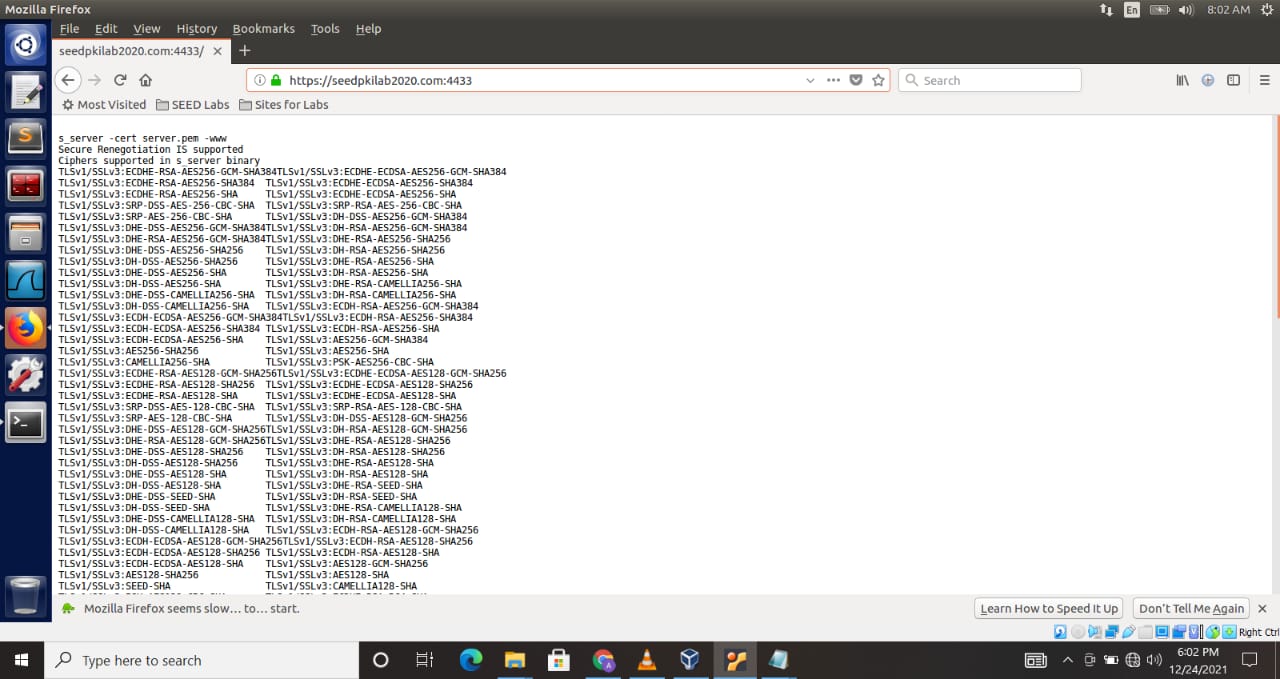 Mozilla Firefox
En
8:02 AM
File Edit View History Bookmarks Tools Help
seedpkilab2020.com:4433/
https://seedpkilab2020.com:4433
Search
Most Visited SEED Labs Sites for Labs
s_server -cert server.pem -www
Secure Renegotiation IS supported
Ciphers supported in s_server binary
TLSv1/SSLv3:ECDHE-RSA-AES256-GCM-SHA384TLSv1/SSLv3:ECDHE-ECDSA-AES256-GCM-SHA384
TLSv1/SSLv3:ECDHE-RSA-AES256-SHA384 TLSv1/SSLv3:ECDHE-ECDSA-AES256-SHA384
TLSv1/SSLv3:ECDHE-RSA-AES256-SHA TLSv1/SSLv3:ECDHE-ECDSA-AES256-SHA
TLSv1/SSLv3:SRP-DSS-AES-256-CBC-SHA TLSv1/SSLv3:SRP-RSA-AES-256-CBC-SHA
TLSv1/SSLv3:SRP-AES-256-CBC-SHA TLSv1/SSLv3:DH-DSS-AES256-GCM-SHA384
TLSv1/SSLv3:DHE-DSS-AES256-GCM-SHA384TLSv1/SSLv3:DH-RSA-AES256-GCM-SHA384
TLSv1/SSLv3:DHE-RSA-AES256-GCM-SHA384TLSv1/SSLv3:DHE-RSA-AES256-SHA256
TLSv1/SSLv3:DHE-DSS-AES256-SHA256 TLSv1/SSLv3:DH-RSA-AES256-SHA256
TLSv1/SSLv3:DH-DSS-AES256-SHA256 TLSv1/SSLv3:DHE-RSA-AES256-SHA
TLSv1/SSLv3:DHE-DSS-AES256-SHA TLSv1/SSLv3:DH-RSA-AES256-SHA
TLSv1/SSLv3:DH-DSS-AES256-SHA TLSv1/SSLv3:DHE-RSA-CAMELLIA256-SHA
TLSv1/SSLv3:DHE-DSS-CAMELLIA256-SHA TLSv1/SSLv3:DH-RSA-CAMELLIA256-SHA
TLSv1/SSLv3:DH-DSS-CAMELLIA256-SHA TLSv1/SSLv3:ECDH-RSA-AES256-GCM-SHA384
TLSv1/SSLv3:ECDH-ECDSA-AES256-GCM-SHA384TLSv1/SSLv3:ECDH-RSA-AES256-SHA384
TLSv1/SSLv3:ECDH-ECDSA-AES256-SHA384 TLSv1/SSLv3:ECDH-RSA-AES256-SHA
TLSv1/SSLv3:ECDH-ECDSA-AES256-SHA TLSv1/SSLv3:AES256-GCM-SHA384
TLSv1/SSLv3:AES256-SHA256 TLSv1/SSLv3:AES256-SHA
TLSv1/SSLv3:CAMELLIA256-SHA TLSv1/SSLv3:PSK-AES256-CBC-SHA
TLSv1/SSLv3:ECDHE-RSA-AES128-GCM-SHA256TLSv1/SSLv3:ECDHE-ECDSA-AES128-GCM-SHA256
TLSv1/SSLv3:ECDHE-RSA-AES128-SHA256 TLSv1/SSLv3:ECDHE-ECDSA-AES128-SHA256
TLSv1/SSLv3:ECDHE-RSA-AES128-SHA TLSv1/SSLv3:ECDHE-ECDSA-AES128-SHA
TLSv1/SSLv3:SRP-DSS-AES-128-CBC-SHA TLSv1/SSLv3:SRP-RSA-AES-128-CBC-SHA
TLSv1/SSLv3:SRP-AES-128-CBC-SHA TLSv1/SSLv3:DH-DSS-AES128-GCM-SHA256
TLSv1/SSLv3:DHE-DSS-AES128-GCM-SHA256TLSv1/SSLv3:DH-RSA-AES128-GCM-SHA256
TLSv1/SSLv3:DHE-RSA-AES128-GCM-SHA256TLSv1/SSLv3:DHE-RSA-AES128-SHA256
TLSv1/SSLv3:DHE-DSS-AES128-SHA256 TLSv1/SSLv3:DH-RSA-AES128-SHA256
TLSv1/SSLv3:DH-DSS-AES128-SHA256 TLSv1/SSLv3:DHE-RSA-AES128-SHA
TLSv1/SSLv3:DHE-DSS-AES128-SHA TLSv1/SSLv3:DH-RSA-AES128-SHA
TLSv1/SSLv3:DH-DSS-AES128-SHA TLSv1/SSLv3:DHE-RSA-SEED-SHA
TLSv1/SSLv3:DHE-DSS-SEED-SHA TLSv1/SSLv3:DH-RSA-SEED-SHA
TLSv1/SSLv3:DH-DSS-SEED-SHA TLSv1/SSLv3:DHE-RSA-CAMELLIA128-SHA
TLSv1/SSLv3:DHE-DSS-CAMELLIA128-SHA TLSv1/SSLv3:DH-RSA-CAMELLIA128-SHA
TLSv1/SSLv3:DH-DSS-CAMELLIA128-SHA TLSv1/SSLv3:ECDH-RSA-AES128-GCM-SHA256
TLSv1/SSLv3:ECDH-ECDSA-AES128-GCM-SHA256TLSv1/SSLv3:ECDH-RSA-AES128-SHA256
TLSv1/SSLv3:ECDH-ECDSA-AES128-SHA256 TLSv1/SSLv3:ECDH-RSA-AES128-SHA
TLSv1/SSLv3:ECDH-ECDSA-AES128-SHA TLSv1/SSLv3:AES128-GCM-SHA256
TLSv1/SSLv3:AES128-SHA256 TLSv1/SSLv3:AES128-SHA
TLSv1/SSLv3:SEED-SHA TLSv1/SSLv3:CAMELLIA128-SHA
Mozilla Firefox seems slow… to… start.
Learn How to Speed It Up
Don't Tell Me Again
Right Ctrl
Type here to search
6:02 PM
12/24/2021